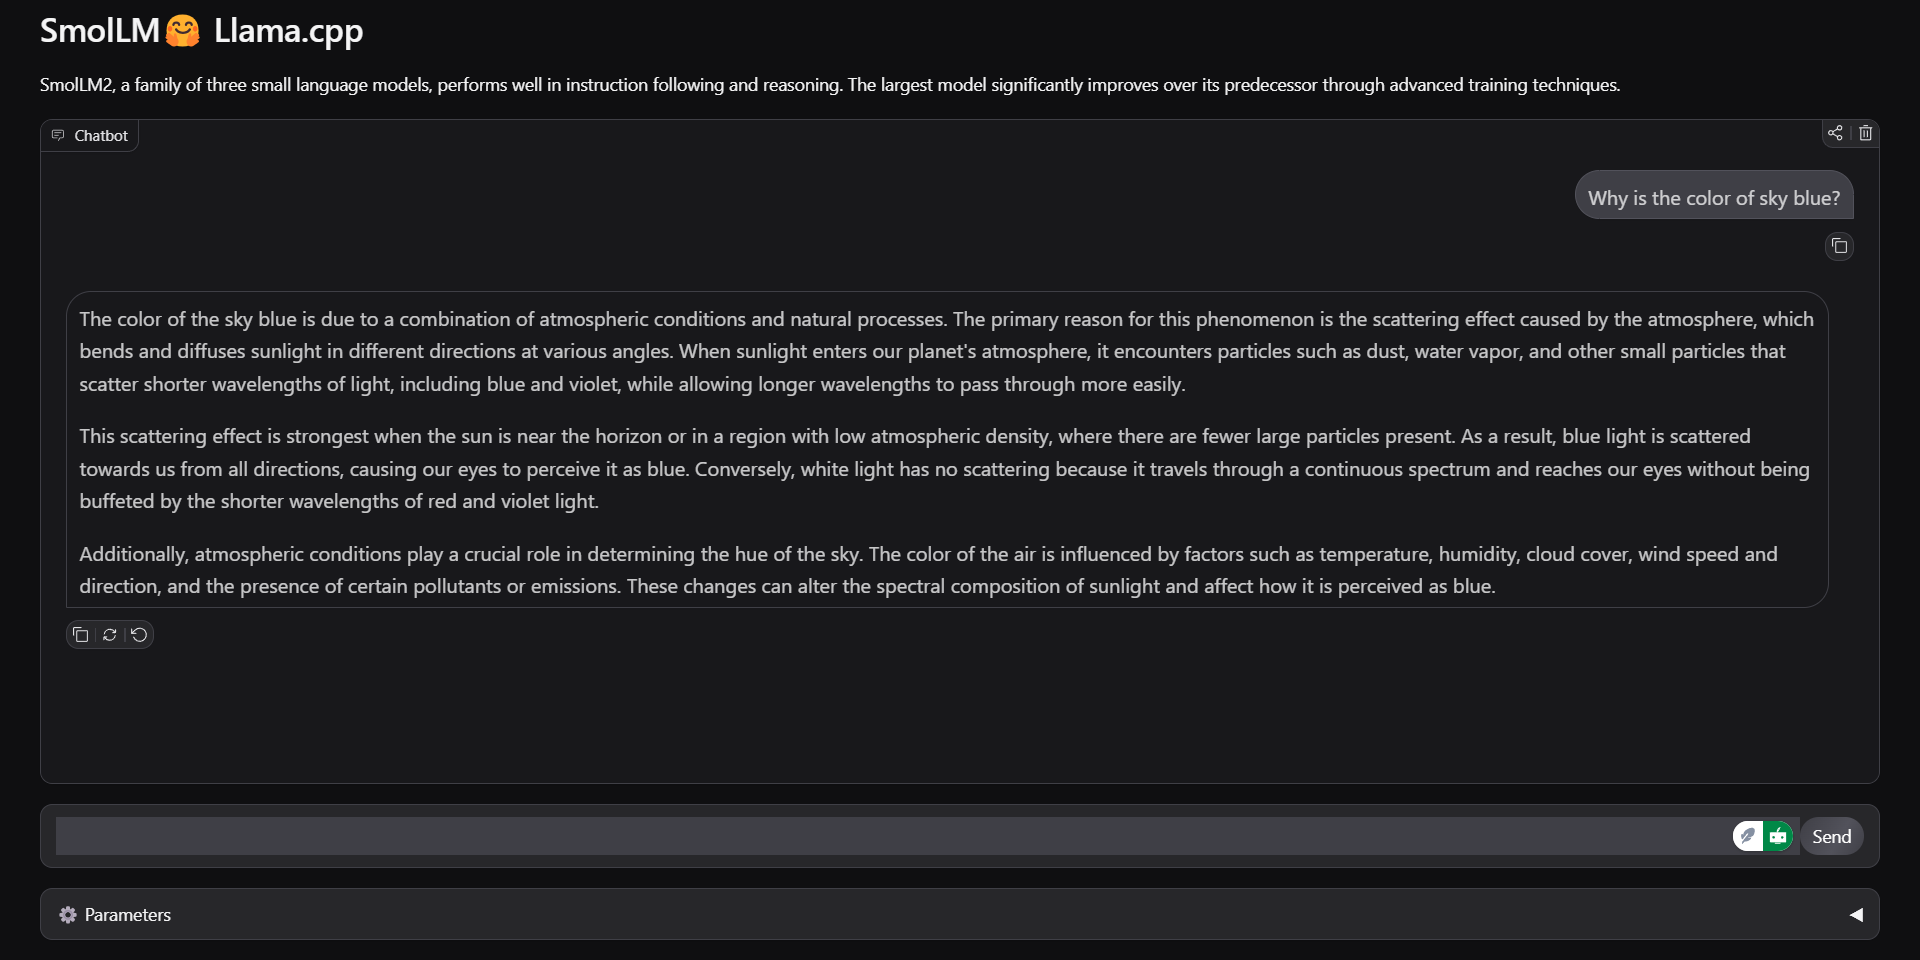 SmolLM🤗 Llama.cpp
SmolLM2, a family of three small language models, performs well in instruction following and reasoning. The largest model significantly improves over its predecessor through advanced training techniques.
Chatbot
Why is the color of sky blue?
The color of the sky blue is due to a combination of atmospheric conditions and natural processes. The primary reason for this phenomenon is the scattering effect caused by the atmosphere, which
bends and diffuses sunlight in different directions at various angles. When sunlight enters our planet's atmosphere, it encounters particles such as dust, water vapor, and other small particles that
scatter shorter wavelengths of light, including blue and violet, while allowing longer wavelengths to pass through more easily.
This scattering effect is strongest when the sun is near the horizon or in a region with low atmospheric density, where there are fewer large particles present. As a result, blue light is scattered
towards us from all directions, causing our eyes to perceive it as blue. Conversely, white light has no scattering because it travels through a continuous spectrum and reaches our eyes without being
buffeted by the shorter wavelengths of red and violet light.
Additionally, atmospheric conditions play a crucial role in determining the hue of the sky. The color of the air is influenced by factors such as temperature, humidity, cloud cover, wind speed and
direction, and the presence of certain pollutants or emissions. These changes can alter the spectral composition of sunlight and affect how it is perceived as blue.
Send
Parameters